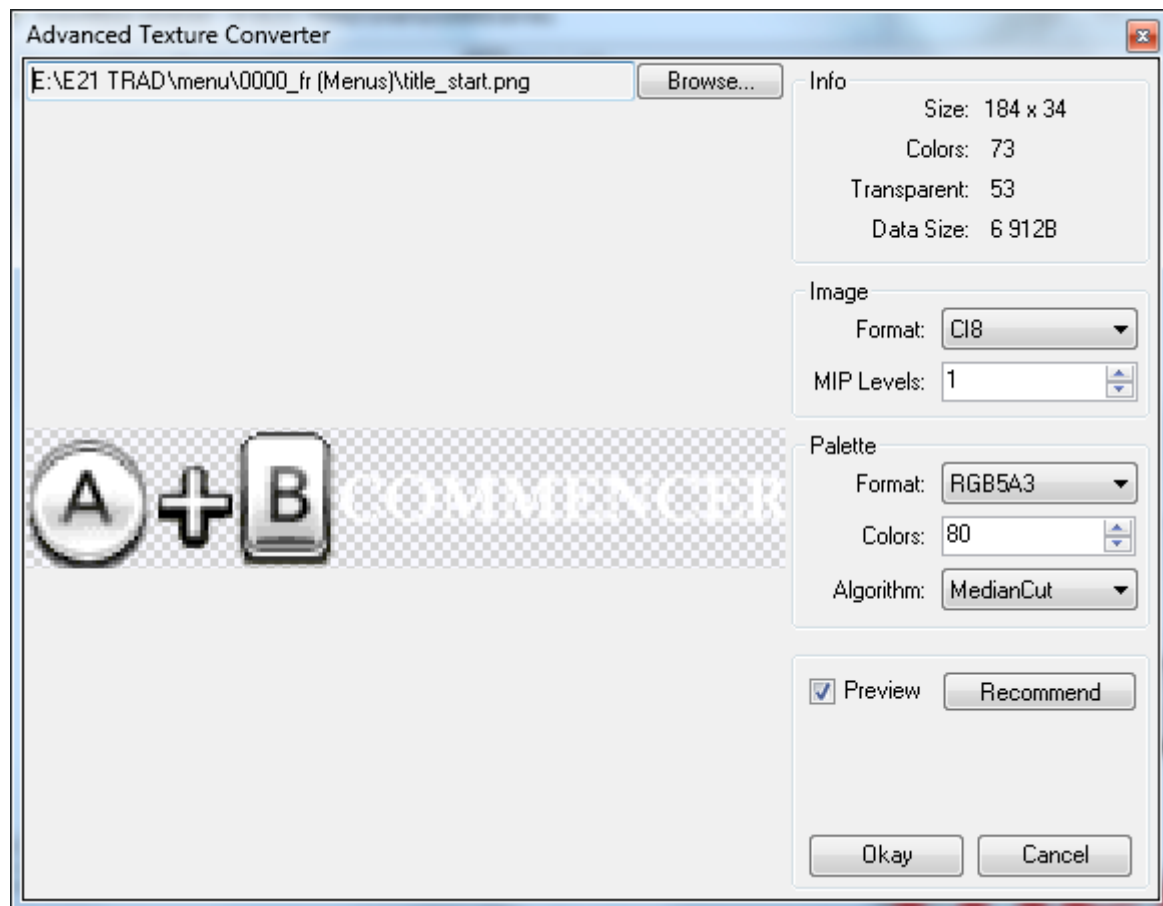 Advanced Texture Converter
E:\E21 TRAD\menu\0000_fr (Menus)\title_start.png
Browse...
Info
Size: 184 x 34
Colors: 73
Transparent: 53
Data Size: 6 912B
Image
Format: CI8
MIP Levels: 1
A+B COMMENCER
Palette
Format: RGB5A3
Colors: 80
Algorithm: MedianCut
Preview
Recommend
Okay
Cancel